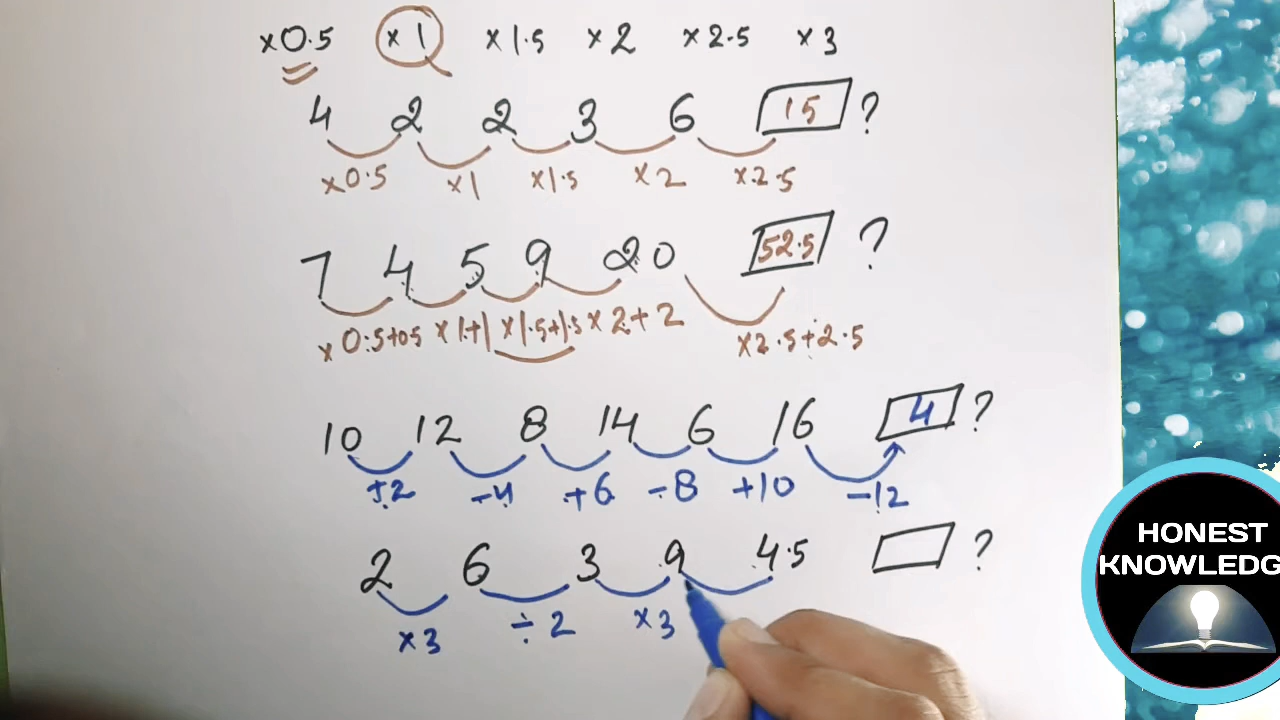 ×0.5 ×1 ×1.5 ×2 ×2.5 ×3
4 2 2 3 6 15 ?
×0.5 ×1 ×1.5 ×2 ×2.5
7 4 5 9 20 52.5 ?
×0.5+0.5 ×1+1 ×1.5+1.5 ×2+2 ×2.5+2.5
10 12 8 14 6 16 4 ?
+2 -4 +6 -8 +10 -12
2 6 3 9 4.5 ?
×3 ÷2 ×3
HONEST
KNOWLEDG